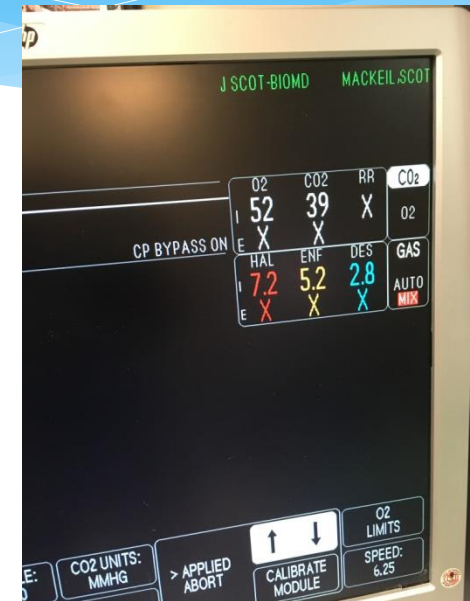 hp
J SCOT-BIOMD MACKEIL,SCOT
O2 CO2 RR CO2
I 52 39 X O2
CP BYPASS ON E X X
HAL ENF DES GAS
I 7.2 5.2 2.8 AUTO
E X X X MIX
↑ ↓
O2
LIMITS
CO2 UNITS:
MMHG
> APPLIED
ABORT
CALIBRATE
MODULE
SPEED:
6.25